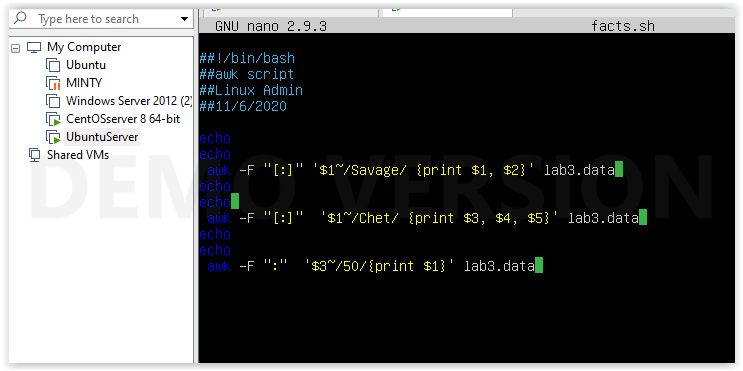 Type here to search
My Computer
Ubuntu
MINTY
Windows Server 2012 (2)
CentOSserver 8 64-bit
UbuntuServer
Shared VMs
GNU nano 2.9.3 facts.sh
##!/bin/bash
##awk script
##Linux Admin
##11/6/2020
echo
echo
awk -F "[:]" '$1~/Savage/ {print $1, $2}' lab3.data
echo
echo
awk -F "[:]"  '$1~/Chet/ {print $3, $4, $5}' lab3.data
echo
echo
awk -F ":"  '$3~/50/{print $1}' lab3.data
DEMO VERSION